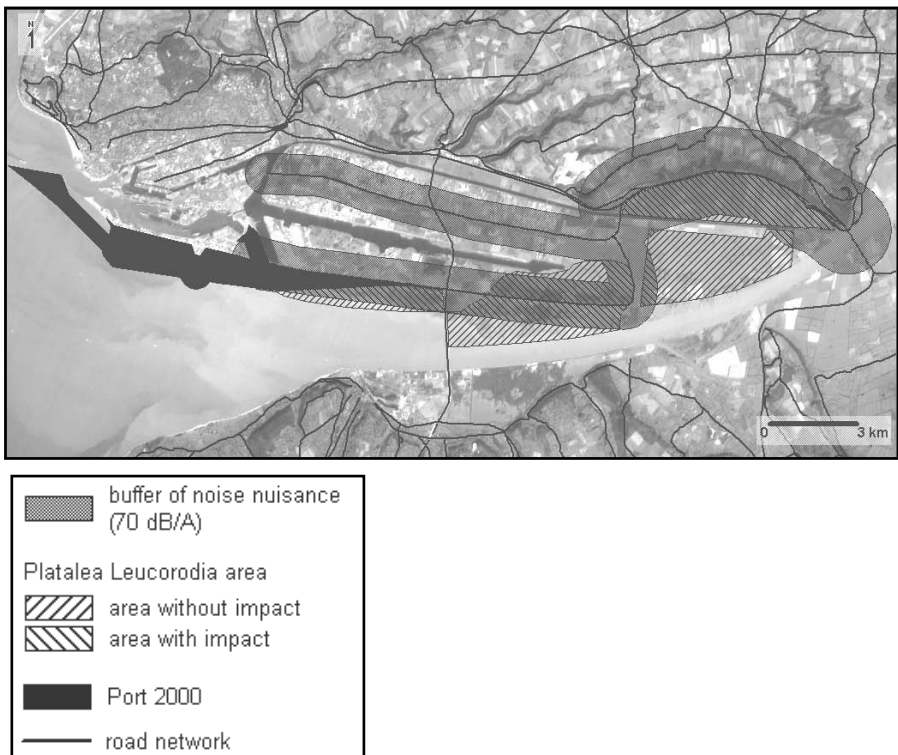 N
0 3 km
buffer of noise nuisance
(70 dB/A)
Platalea Leucorodia area
area without impact
area with impact
Port 2000
road network